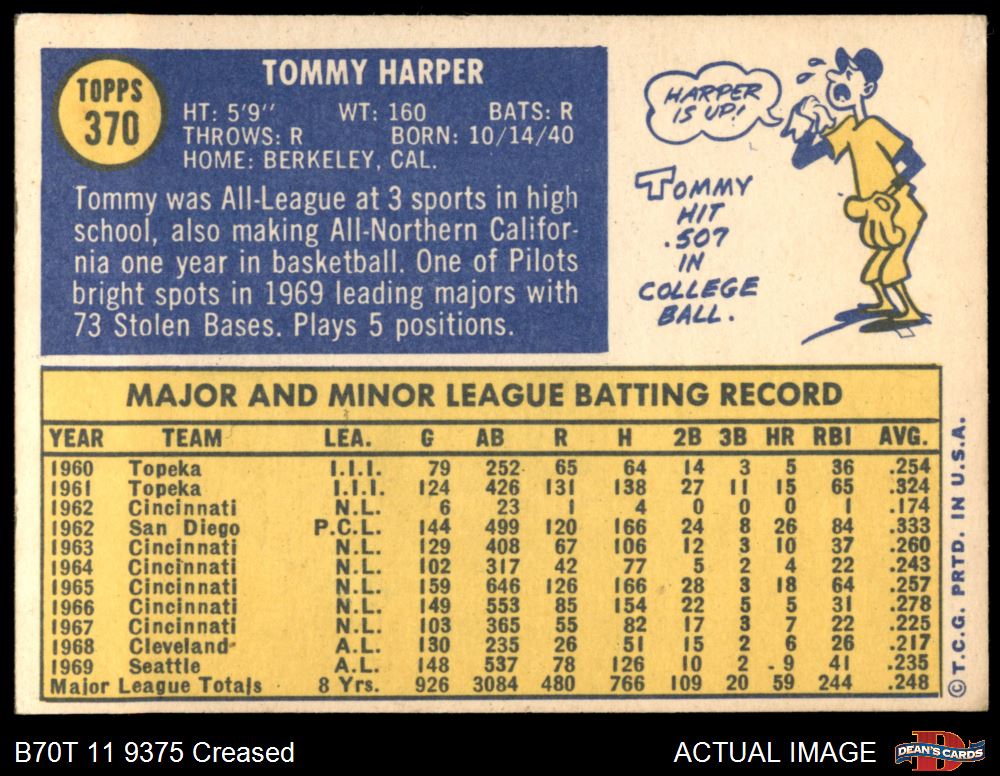 TOPPS
370
TOMMY HARPER
HT: 5'9" WT: 160 BATS: R
THROWS: R BORN: 10/14/40
HOME: BERKELEY, CAL.
Tommy was All-League at 3 sports in high
school, also making All-Northern Califor-
nia one year in basketball. One of Pilots
bright spots in 1969 leading majors with
73 Stolen Bases. Plays 5 positions.
HARPER
IS UP!
TOMMY
HIT
.507
IN
COLLEGE
BALL.
MAJOR AND MINOR LEAGUE BATTING RECORD
YEAR TEAM LEA. G AB R H 2B 3B HR RBI AVG.
1960 Topeka I.I.I. 79 252 65 64 14 3 5 36 .254
1961 Topeka I.I.I. 124 426 131 138 27 11 15 65 .324
1962 Cincinnati N.L. 6 23 1 4 0 0 0 1 .174
1962 San Diego P.C.L. 144 499 120 166 24 8 26 84 .333
1963 Cincinnati N.L. 129 408 67 106 12 3 10 37 .260
1964 Cincinnati N.L. 102 317 42 77 5 2 4 22 .243
1965 Cincinnati N.L. 159 646 126 166 28 3 18 64 .257
1966 Cincinnati N.L. 149 553 85 154 22 5 5 31 .278
1967 Cincinnati N.L. 103 365 55 82 17 3 7 22 .225
1968 Cleveland A.L. 130 235 26 51 15 2 6 26 .217
1969 Seattle A.L. 148 537 78 126 10 2 9 41 .235
Major League Totals 8 Yrs. 926 3084 480 766 109 20 59 244 .248
© T.C.G. PRTD. IN U.S.A.
B70T 11 9375 Creased
ACTUAL IMAGE
D
DEAN'S CARDS